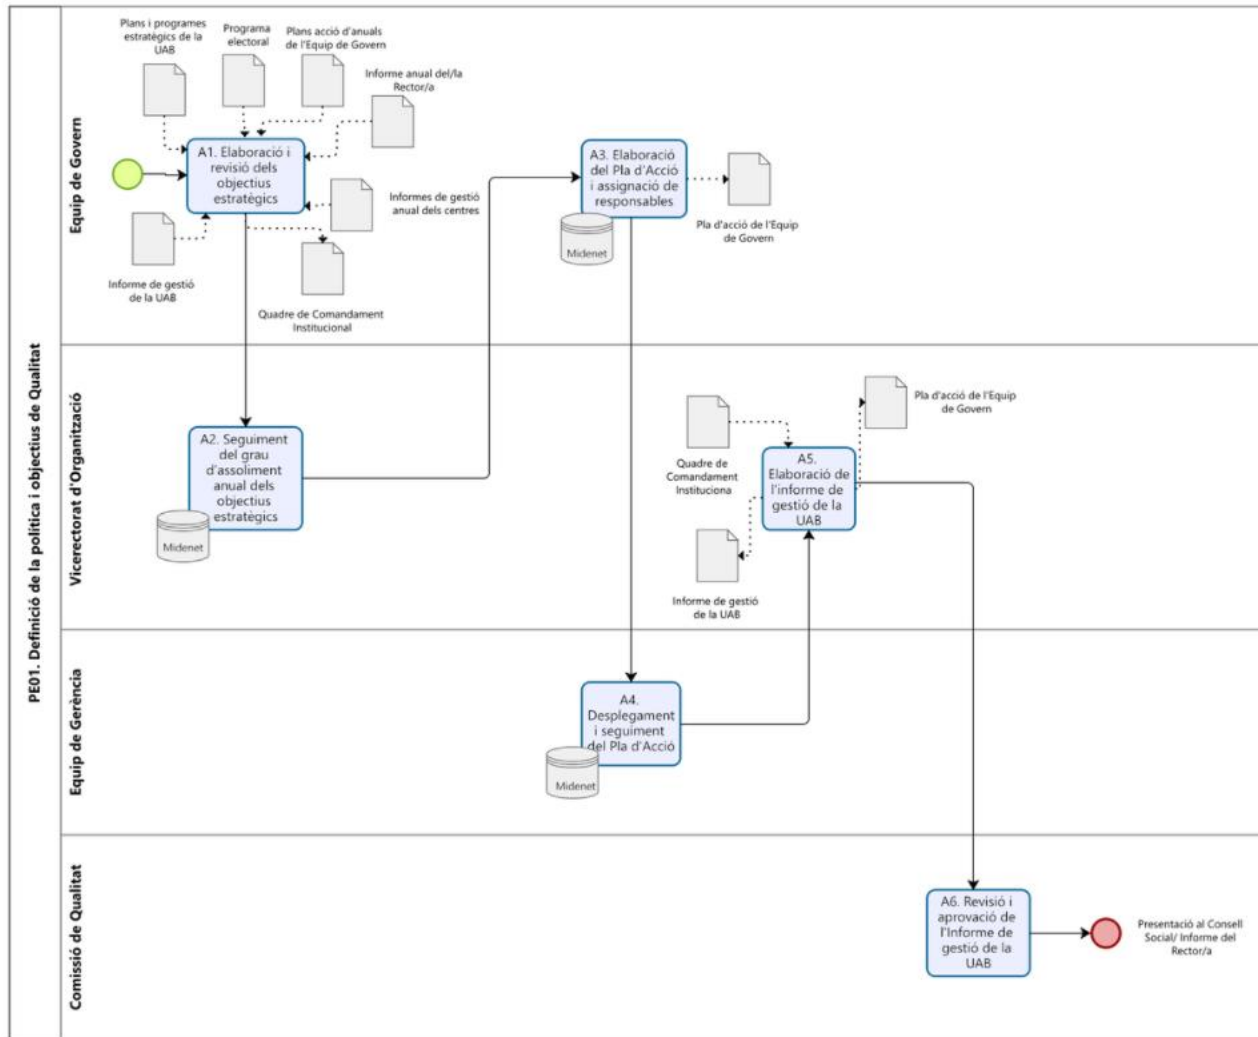 PE01. Definició de la política i objectius de Qualitat
Equip de Govern
Plans i programes
estratègics de la
UAB
Programa
electoral
Plans acció d'anuals
de l'Equip de Govern
Informe anual del/la
Rector/a
A1. Elaboració i
revisió dels
objectius
estratègics
Informes de gestió
anual dels centres
Informe de gestió
de la UAB
Quadre de Comandament
Institucional
A3. Elaboració
del Pla d'Acció
i assignació de
responsables
Midenet
Pla d'acció de l'Equip
de Govern
Vicerectorat d'Organització
A2. Seguiment
del grau
d'assoliment
anual dels
objectius
estratègics
Midenet
Quadre de
Comandament
Instituciona
A5.
Elaboració de
l'informe de
gestió de la
UAB
Pla d'acció de l'Equip
de Govern
Informe de gestió
de la UAB
Equip de Gerència
A4.
Desplegament
i seguiment
del Pla d'Acció
Midenet
Comissió de Qualitat
A6. Revisió i
aprovació de
l'Informe de
gestió de la
UAB
Presentació al Consell
Social/ Informe del
Rector/a